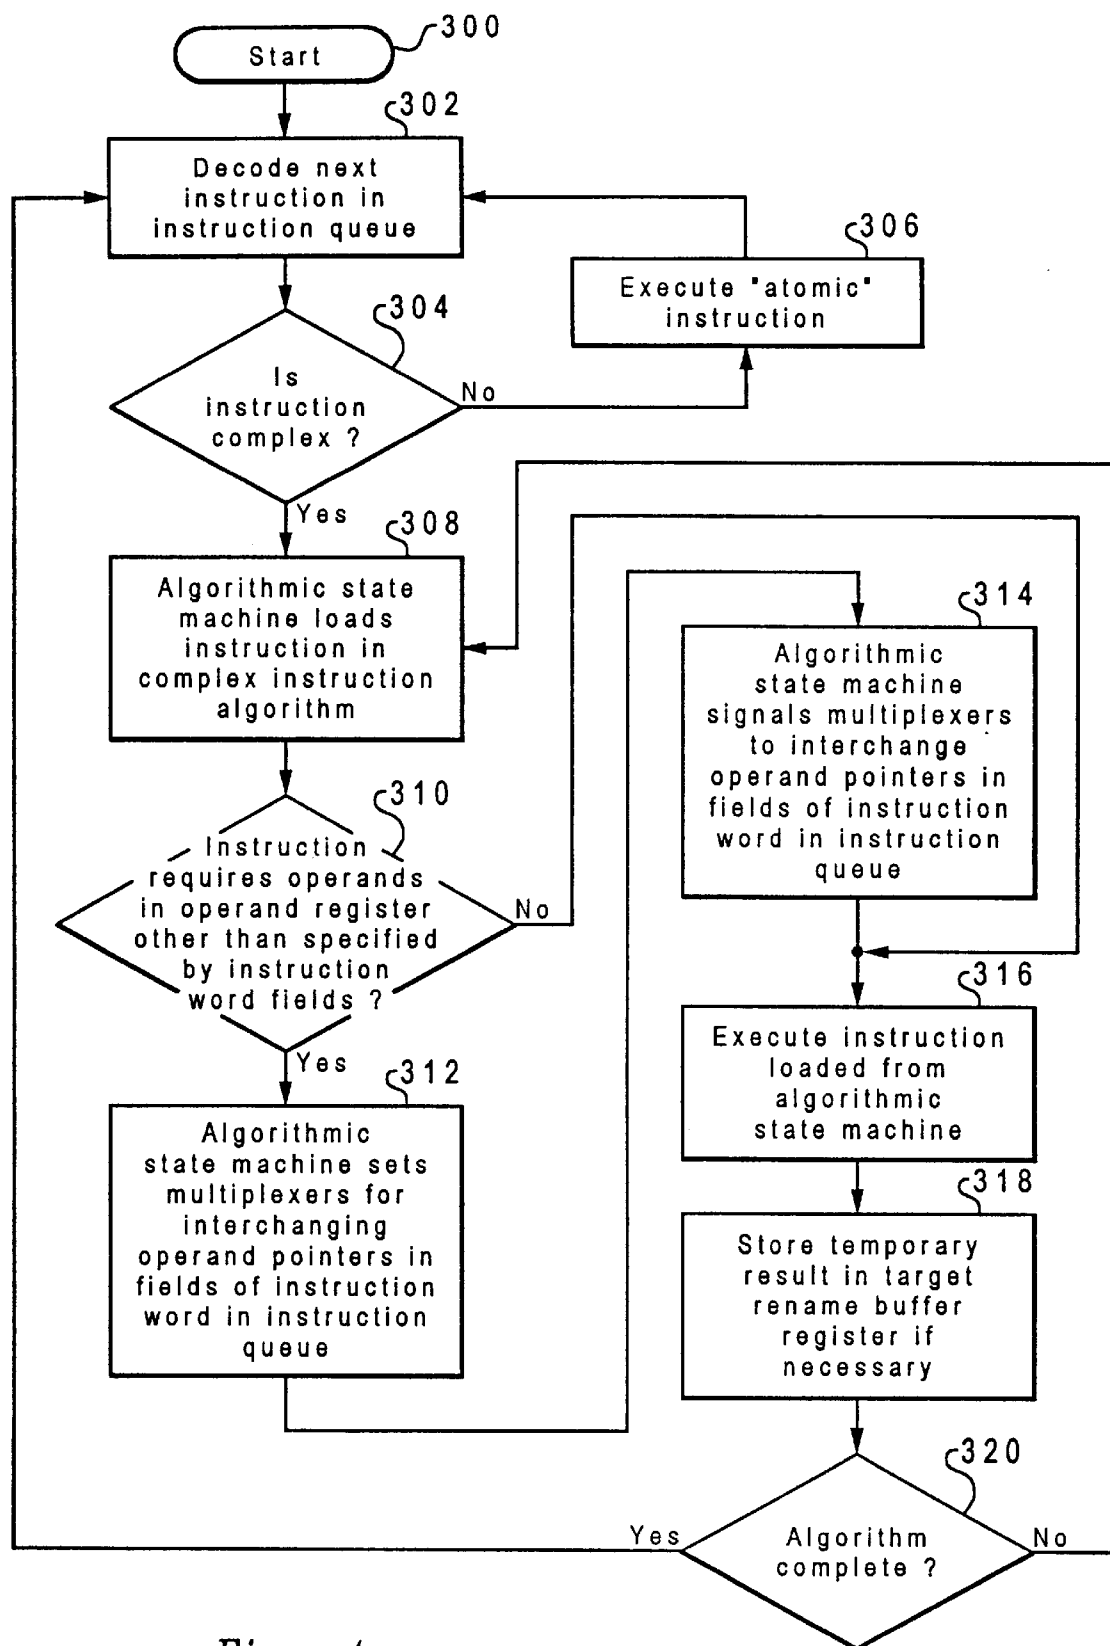 300
Start
302
Decode next
instruction in
instruction queue
306
Execute "atomic"
instruction
304
Is
instruction
complex ?
No
Yes
308
Algorithmic state
machine loads
instruction in
complex instruction
algorithm
314
Algorithmic
state machine
signals multiplexers
to interchange
operand pointers in
fields of instruction
word in instruction
queue
310
Instruction
requires operands
in operand register
other than specified
by instruction
word fields ?
No
Yes
316
Execute instruction
loaded from
algorithmic
state machine
312
Algorithmic
state machine sets
multiplexers for
interchanging
operand pointers in
fields of instruction
word in instruction
queue
318
Store temporary
result in target
rename buffer
register if
necessary
320
Algorithm
complete ?
Yes
No